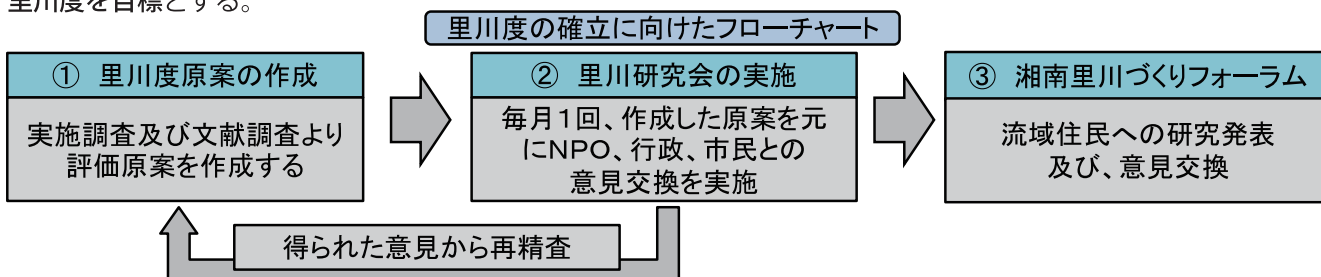 里川度を目標とする。
里川度の確立に向けたフローチャート
① 里川度原案の作成
実施調査及び文献調査より
評価原案を作成する
② 里川研究会の実施
毎月1回、作成した原案を元
にNPO、行政、市民との
意見交換を実施
③ 湘南里川づくりフォーラム
流域住民への研究発表
及び、意見交換
得られた意見から再精査